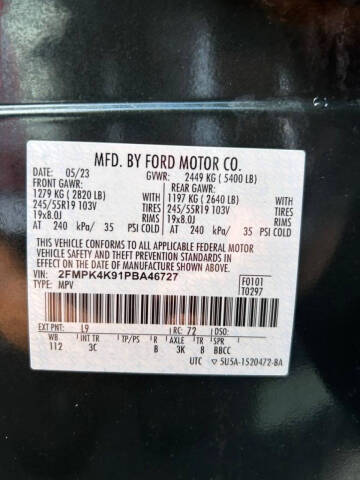 MFD. BY FORD MOTOR CO.
DATE: 05/23 GVWR: 2449 KG ( 5400 LB)
FRONT GAWR: REAR GAWR:
1279 KG ( 2820 LB) 1197 KG ( 2640 LB)
245/55R19 103V TIRES 245/55R19 103V TIRES
19x8.0J RIMS 19x8.0J RIMS
AT 240 kPa/ 35 PSI COLD AT 240 kPa/ 35 PSI COLD
THIS VEHICLE CONFORMS TO ALL APPLICABLE FEDERAL MOTOR
VEHICLE SAFETY AND THEFT PREVENTION STANDARDS IN
EFFECT ON THE DATE OF MANUFACTURE SHOWN ABOVE.
VIN: 2FMPK4K91PBA46727 F0101
TYPE: MPV T0297
EXT PNT: L9 RC: 72 DSO:
WB INT TR TP/PS R AXLE TR SPR
112 3C B 3K 8 BBCC
UTC ▽ 5U5A-1520472-BA